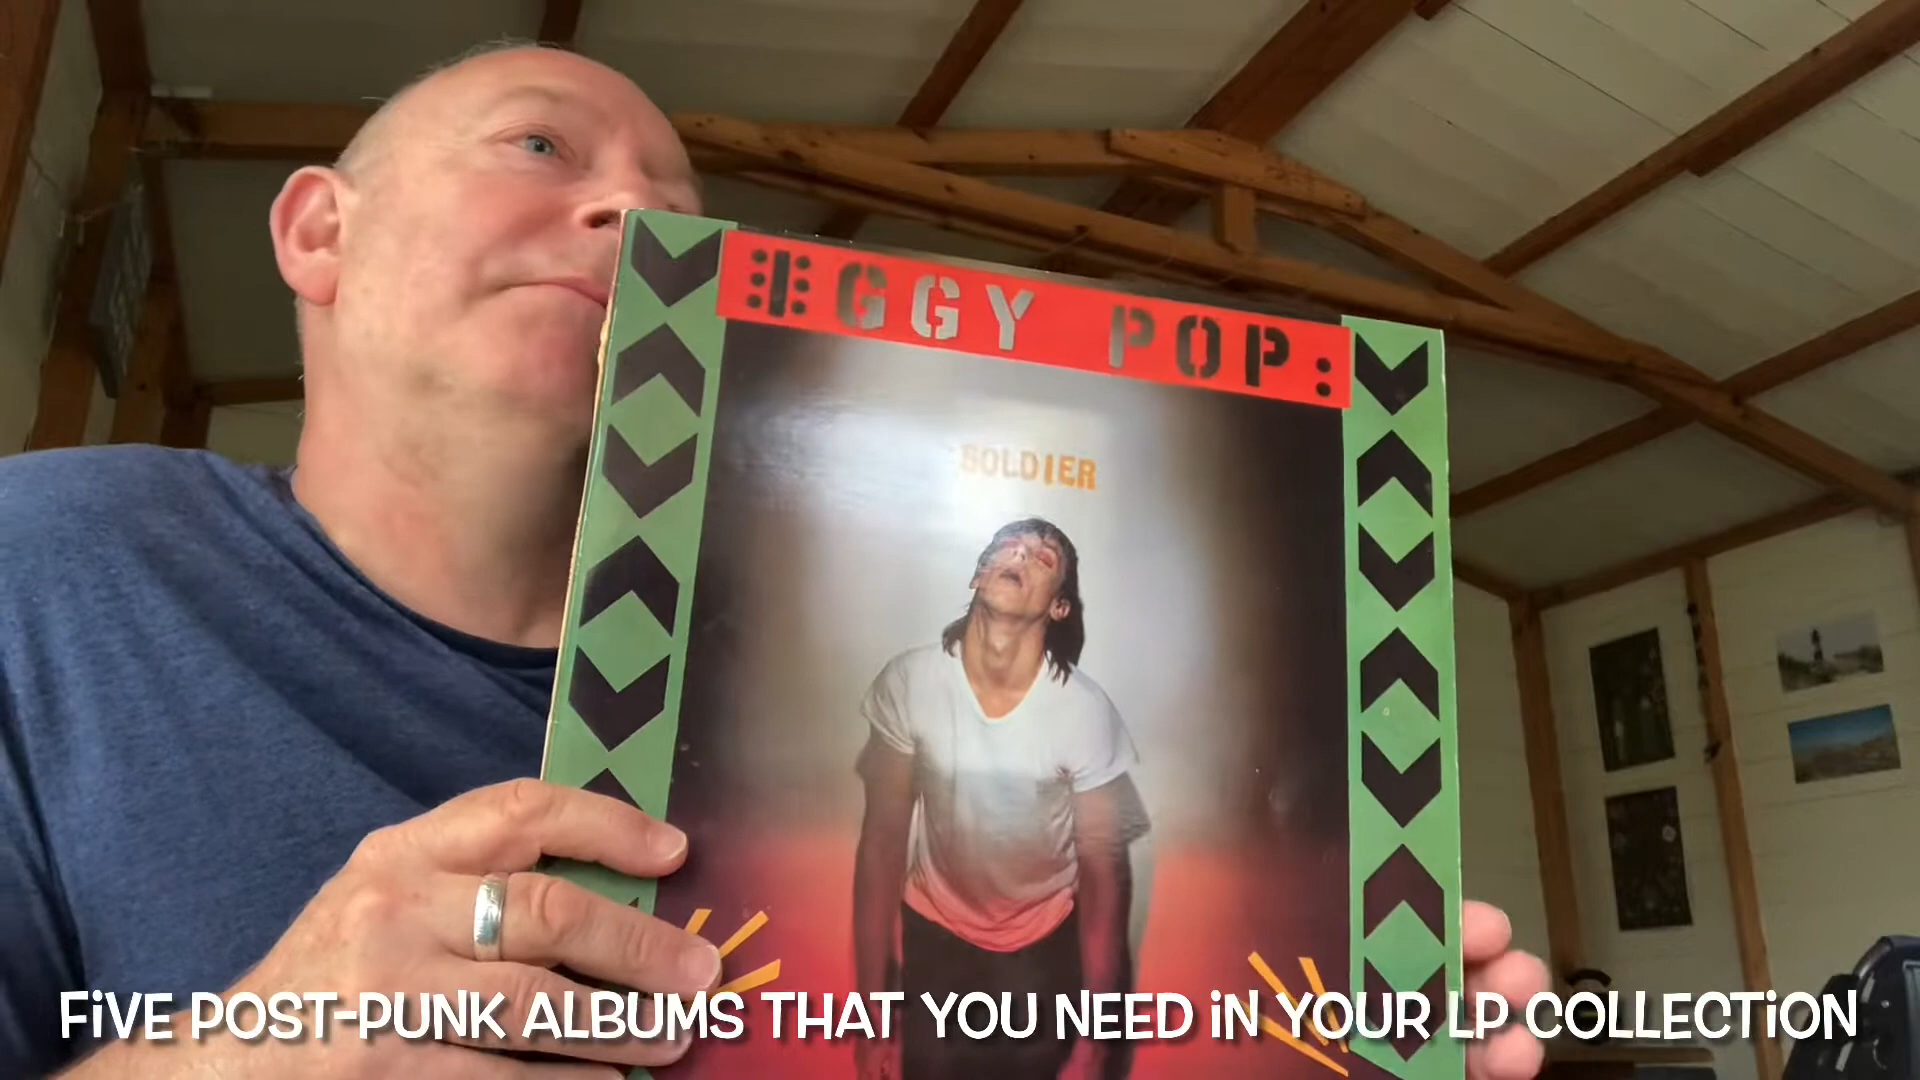 IGGY POP:
SOLDIER
FiVE POST-PUNK ALBUMS THAT YOU NEED iN YOUR LP COLLECTiON